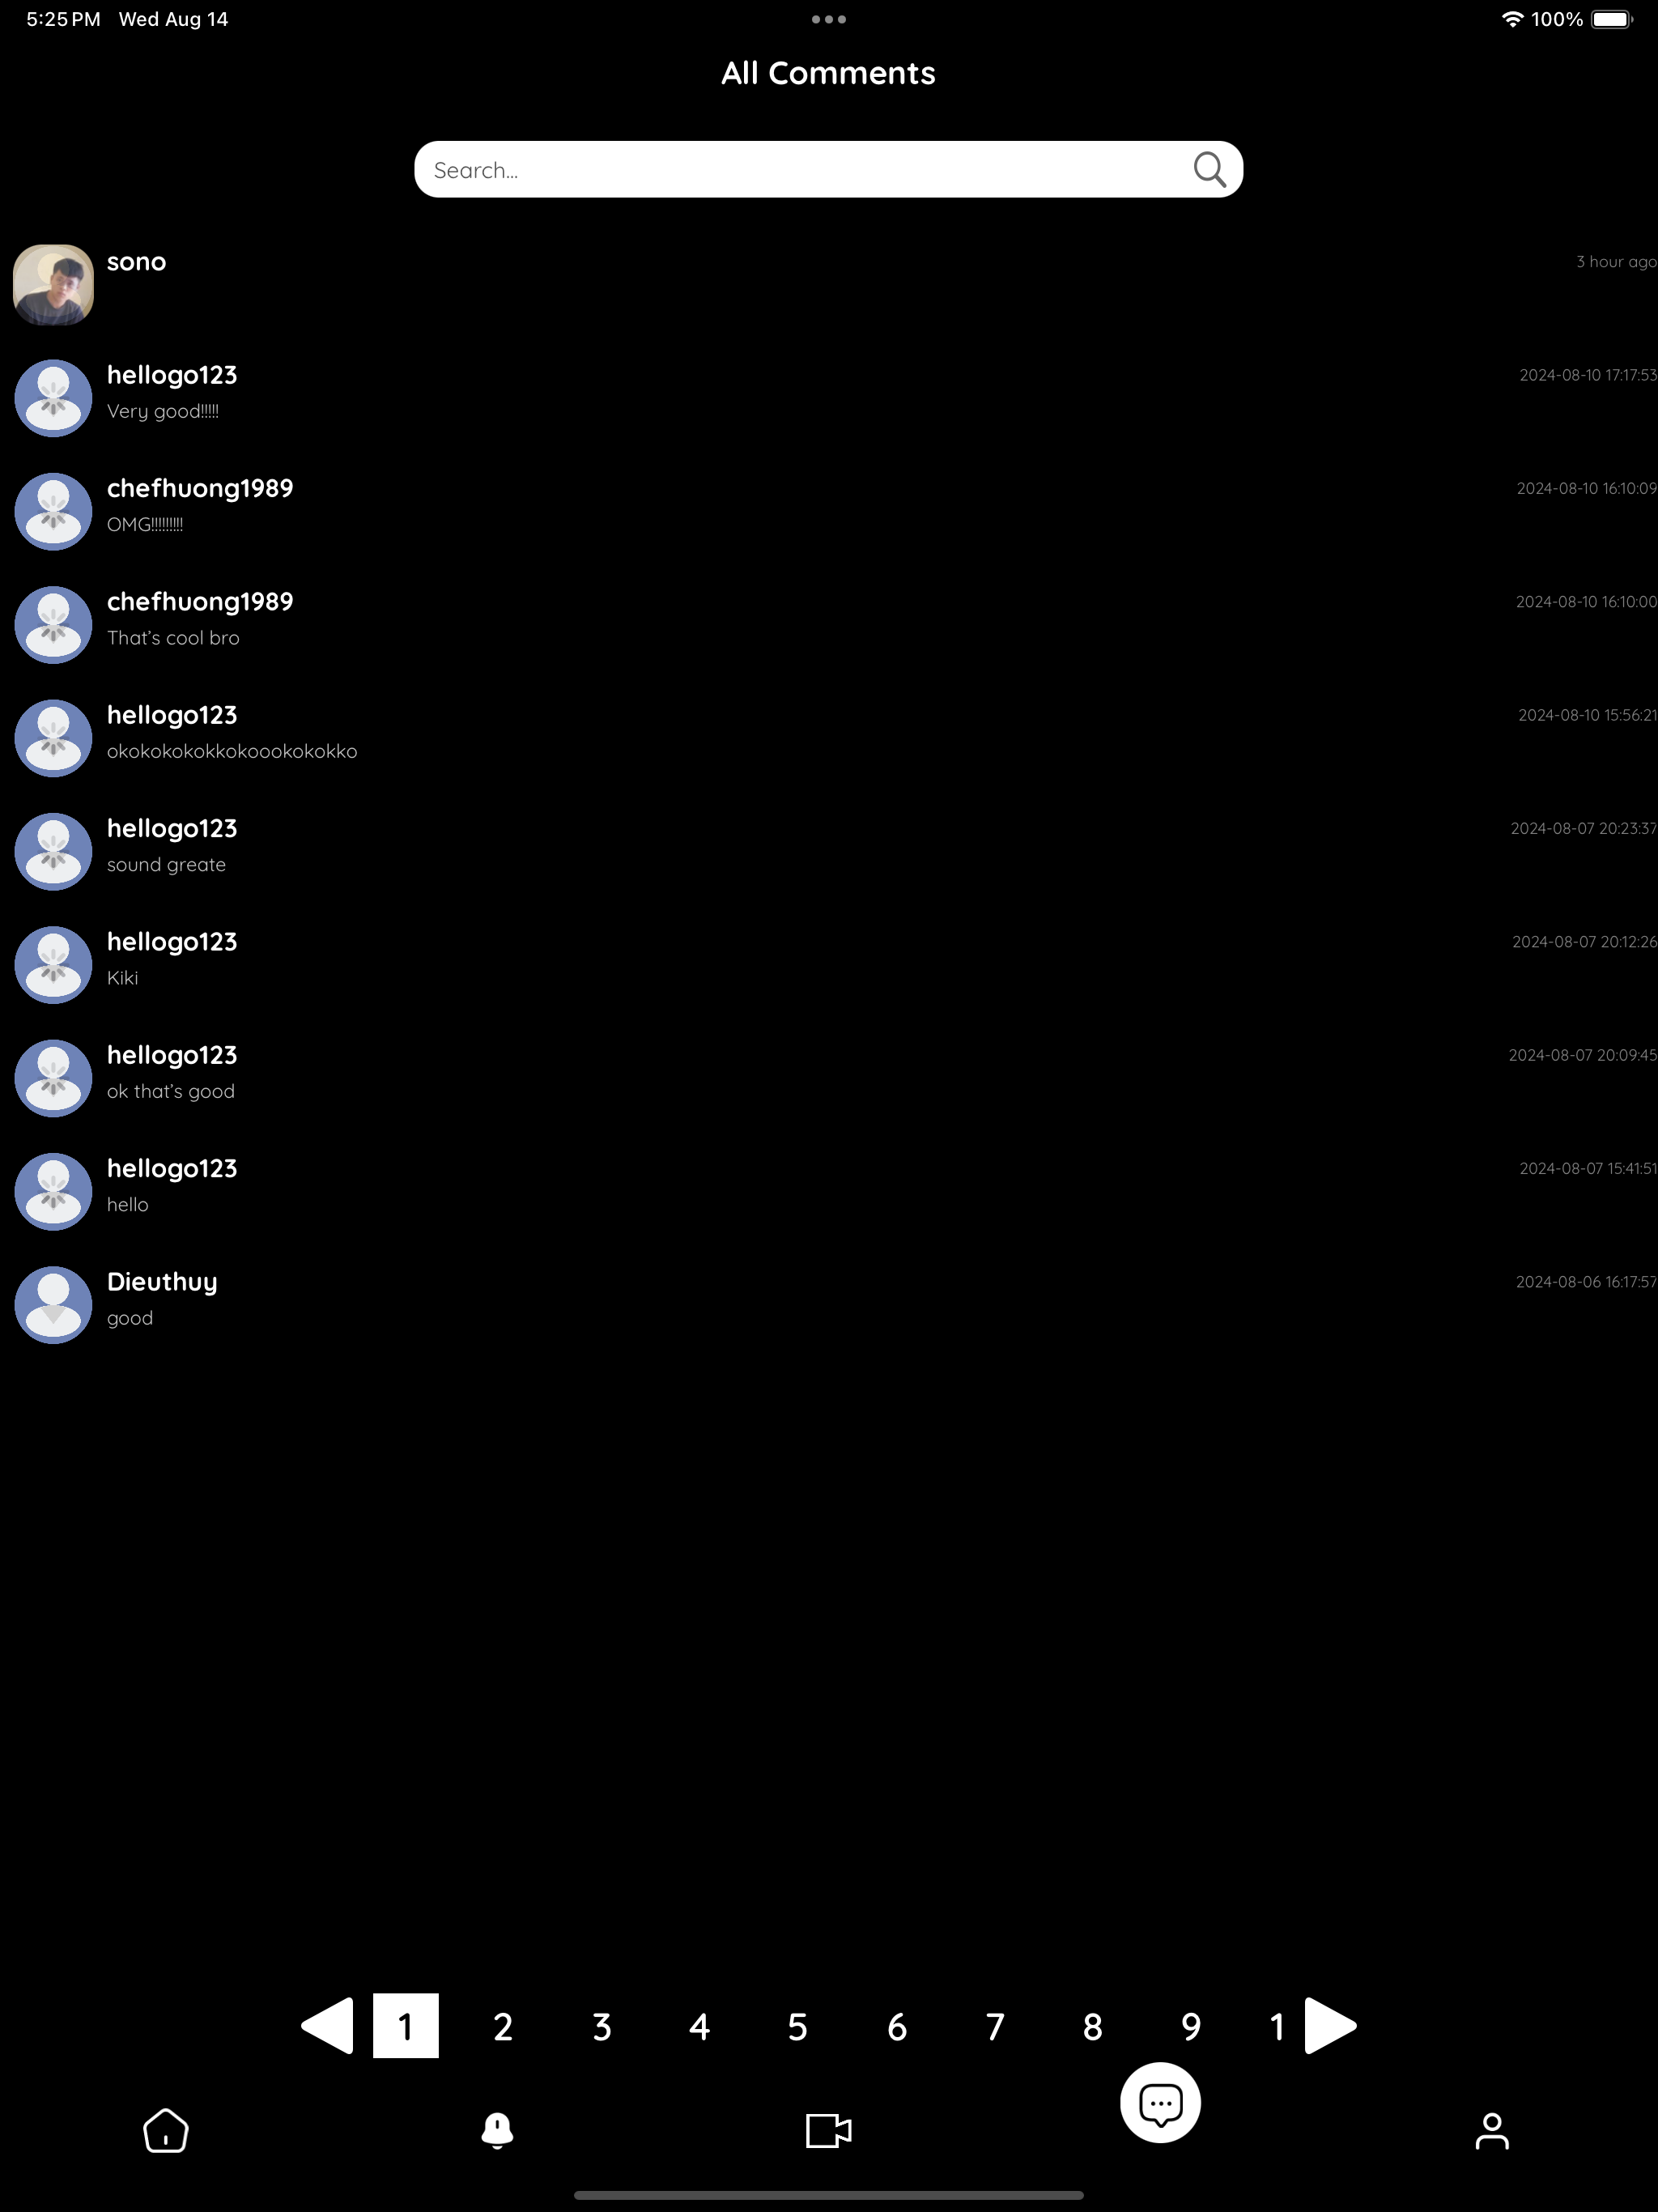 5:25 PM Wed Aug 14
100%
All Comments
Search...
sono
3 hour ago
hellogo123
2024-08-10 17:17:53
Very good!!!!!
chefhuong1989
2024-08-10 16:10:09
OMG!!!!!!!!!
chefhuong1989
2024-08-10 16:10:00
That's cool bro
hellogo123
2024-08-10 15:56:21
okokokokokkokoookokokko
hellogo123
2024-08-07 20:23:37
sound greate
hellogo123
2024-08-07 20:12:26
Kiki
hellogo123
2024-08-07 20:09:45
ok that's good
hellogo123
2024-08-07 15:41:51
hello
Dieuthuy
2024-08-06 16:17:57
good
1 2 3 4 5 6 7 8 9 1